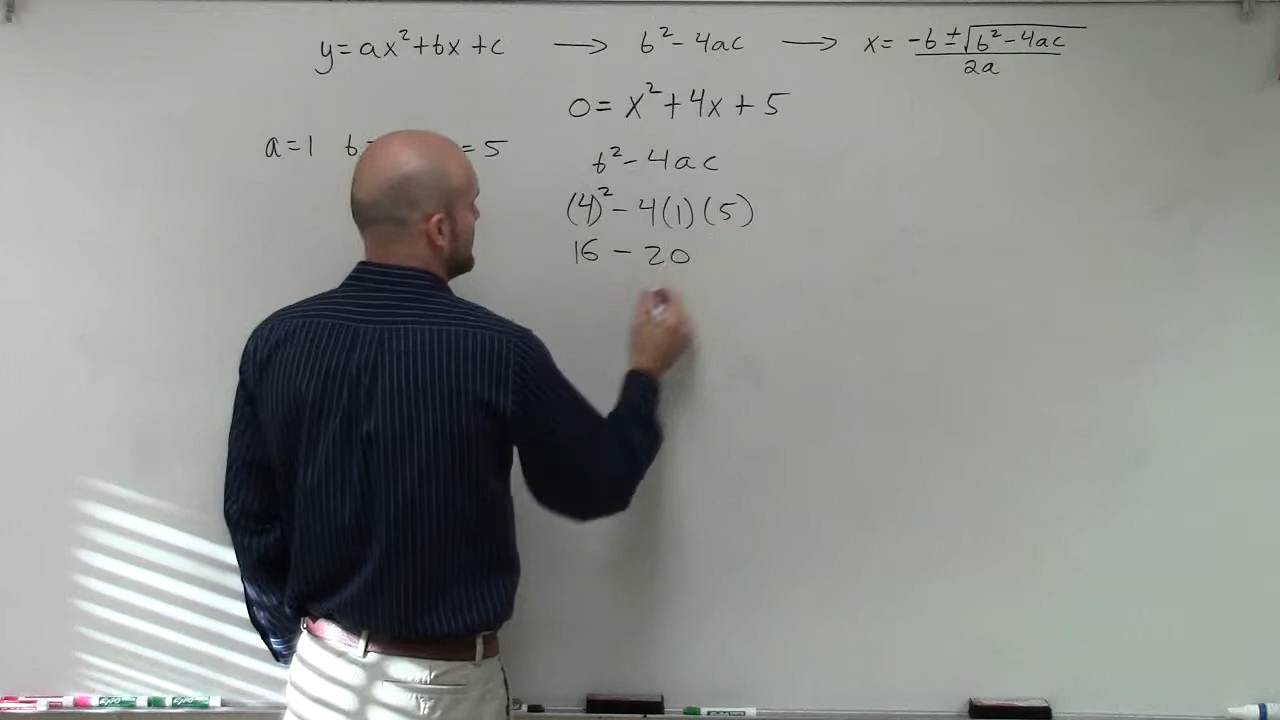 y=ax²+bx+c → b²-4ac → x= -b±√b²-4ac / 2a
0=x²+4x+5
a=1 b= =5
b²-4ac
(4)²-4(1)(5)
16-20